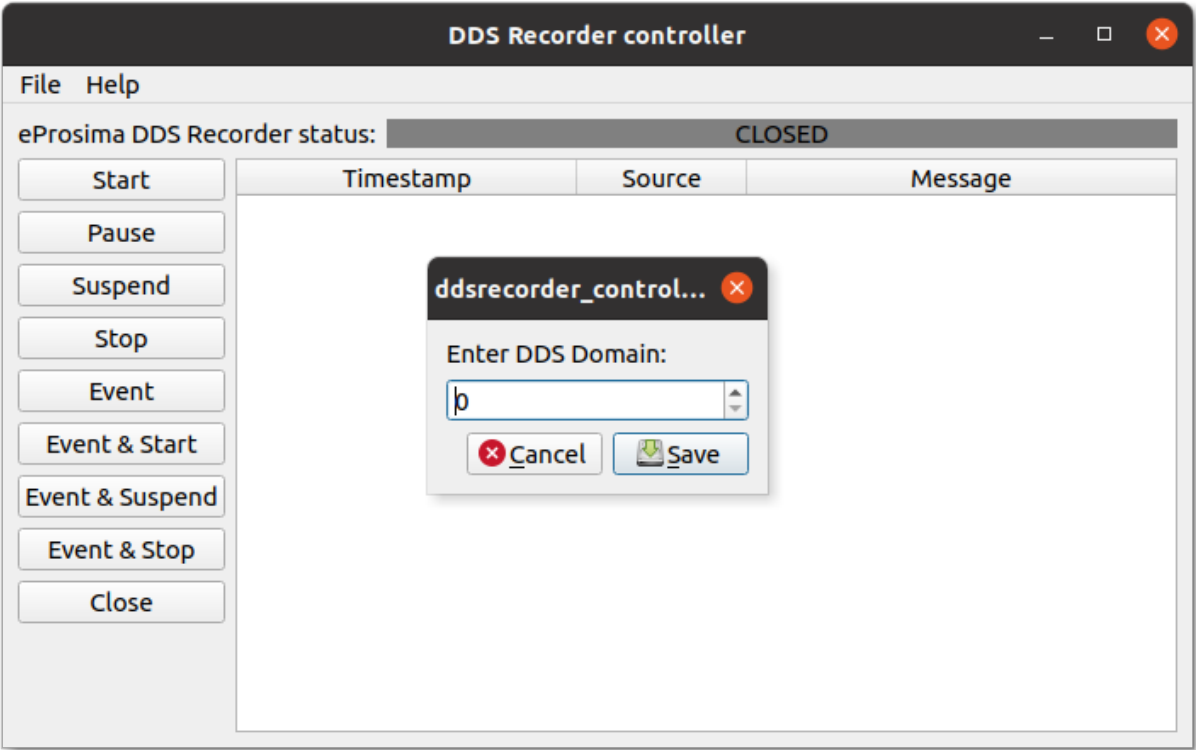 DDS Recorder controller
File Help
eProsima DDS Recorder status: CLOSED
Start
Timestamp Source Message
Pause
Suspend
Stop
Event
Event & Start
Event & Suspend
Event & Stop
Close
ddsrecorder_control...
Enter DDS Domain:
0
Cancel Save